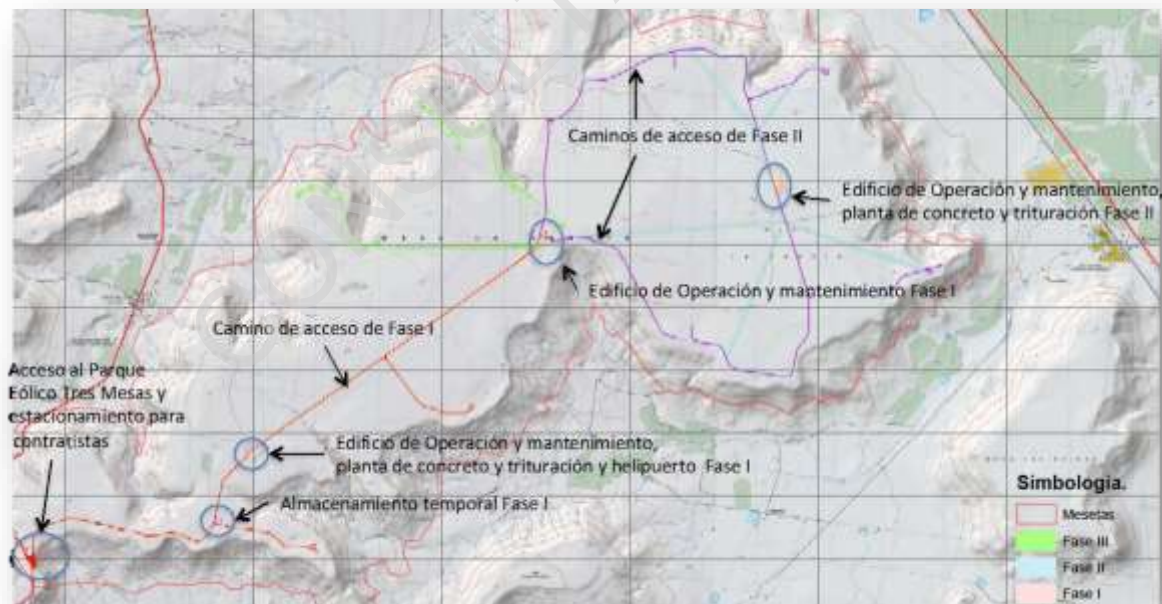 Caminos de acceso de Fase II
Edificio de Operación y mantenimiento,
planta de concreto y trituración Fase II
Edificio de Operación y mantenimiento Fase I
Camino de acceso de Fase I
Acceso al Parque
Eólico Tres Mesas y
estacionamiento para
contratistas
Edificio de Operación y mantenimiento,
planta de concreto y trituración y helipuerto Fase I
Almacenamiento temporal Fase I
Simbologia.
Mesetas
Fase III
Fase II
Fase I